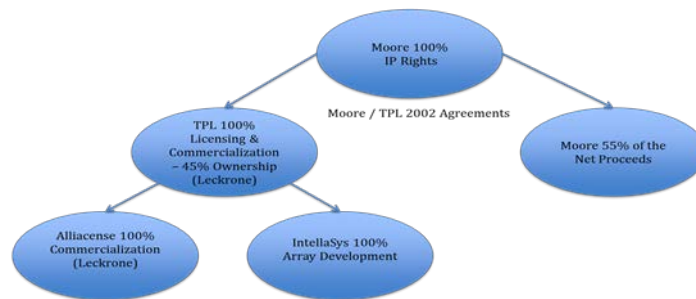 Moore 100%
IP Rights
Moore / TPL 2002 Agreements
TPL 100%
Licensing &
Commercialization
– 45% Ownership
(Leckrone)
Moore 55% of the
Net Proceeds
Alliacense 100%
Commercialization
(Leckrone)
IntellaSys 100%
Array Development